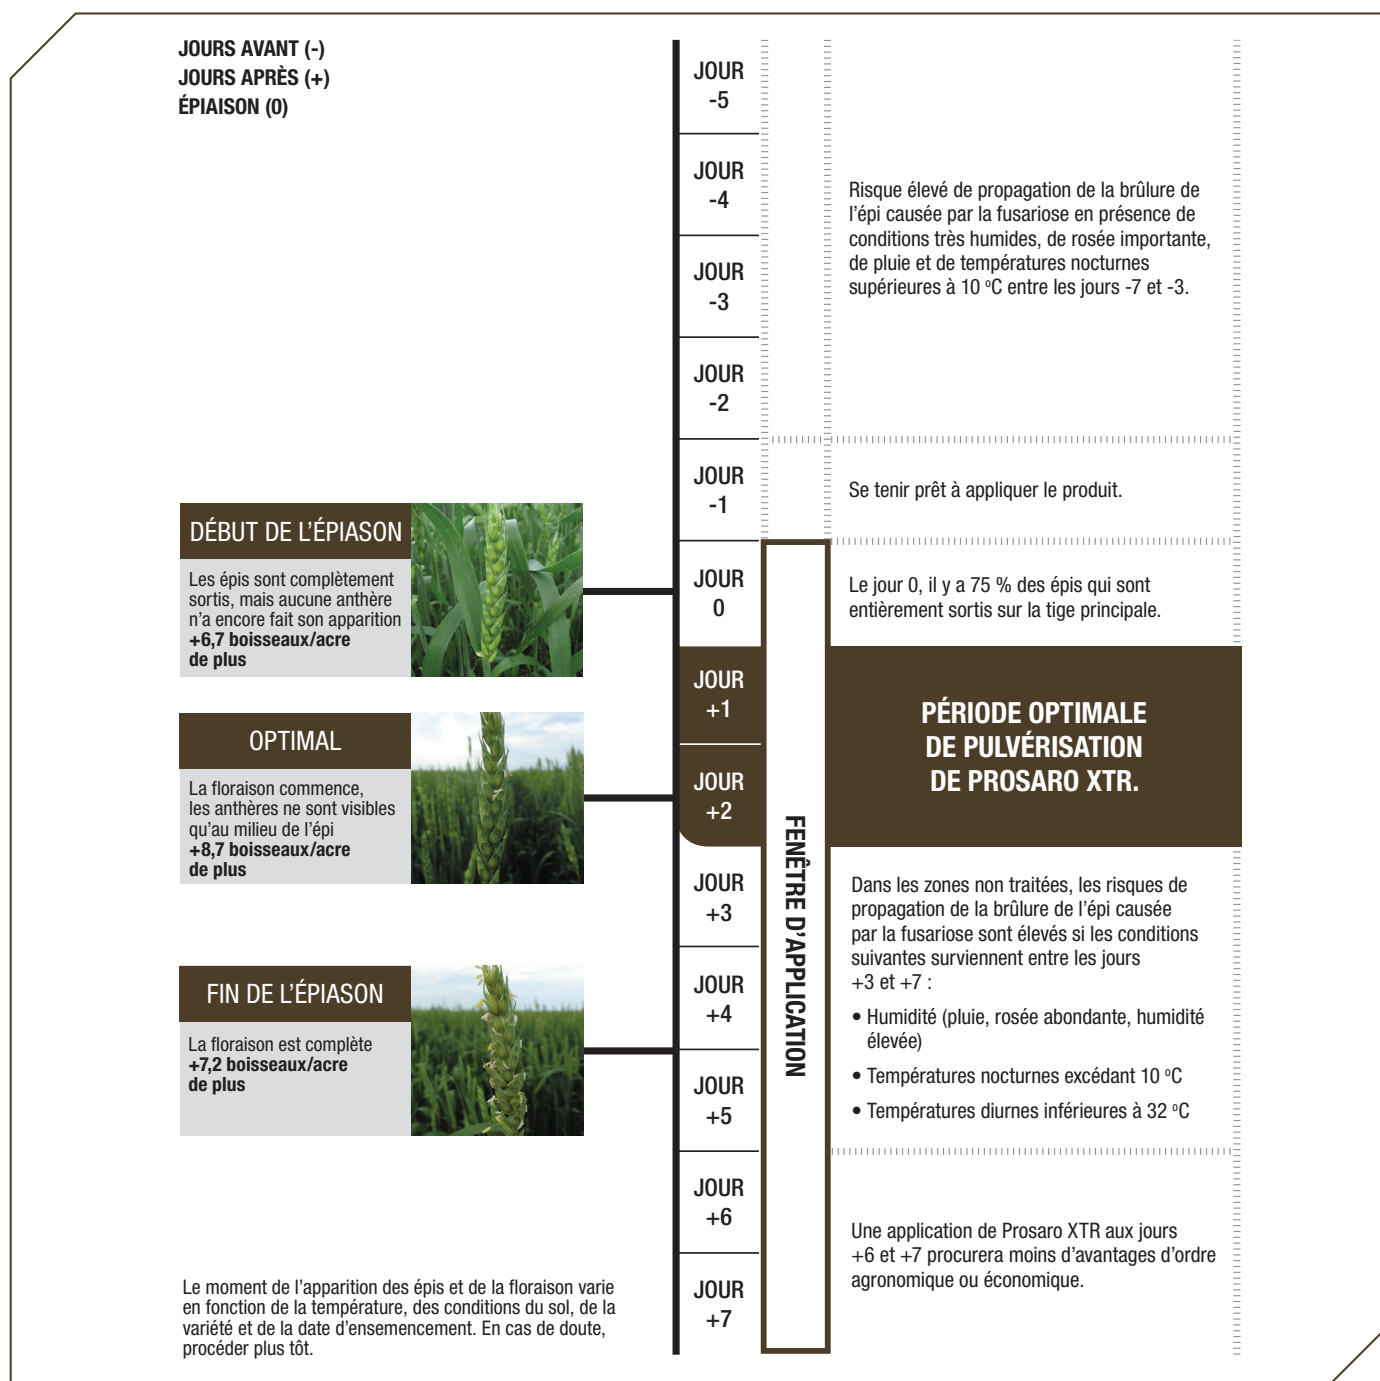 JOURS AVANT (-)
JOURS APRÈS (+)
ÉPIAISON (0)
JOUR
-5
JOUR
-4
JOUR
-3
JOUR
-2
JOUR
-1
JOUR
0
JOUR
+1
JOUR
+2
JOUR
+3
JOUR
+4
JOUR
+5
JOUR
+6
JOUR
+7
FENÊTRE D'APPLICATION
Risque élevé de propagation de la brûlure de
l'épi causée par la fusariose en présence de
conditions très humides, de rosée importante,
de pluie et de températures nocturnes
supérieures à 10 ºC entre les jours -7 et -3.
Se tenir prêt à appliquer le produit.
Le jour 0, il y a 75 % des épis qui sont
entièrement sortis sur la tige principale.
PÉRIODE OPTIMALE
DE PULVÉRISATION
DE PROSARO XTR.
Dans les zones non traitées, les risques de
propagation de la brûlure de l'épi causée
par la fusariose sont élevés si les conditions
suivantes surviennent entre les jours
+3 et +7 :
• Humidité (pluie, rosée abondante, humidité
élevée)
• Températures nocturnes excédant 10 ºC
• Températures diurnes inférieures à 32 ºC
Une application de Prosaro XTR aux jours
+6 et +7 procurera moins d'avantages d'ordre
agronomique ou économique.
DÉBUT DE L'ÉPIASON
Les épis sont complètement
sortis, mais aucune anthère
n'a encore fait son apparition
+6,7 boisseaux/acre
de plus
OPTIMAL
La floraison commence,
les anthères ne sont visibles
qu'au milieu de l'épi
+8,7 boisseaux/acre
de plus
FIN DE L'ÉPIASON
La floraison est complète
+7,2 boisseaux/acre
de plus
Le moment de l'apparition des épis et de la floraison varie
en fonction de la température, des conditions du sol, de la
variété et de la date d'ensemencement. En cas de doute,
procéder plus tôt.